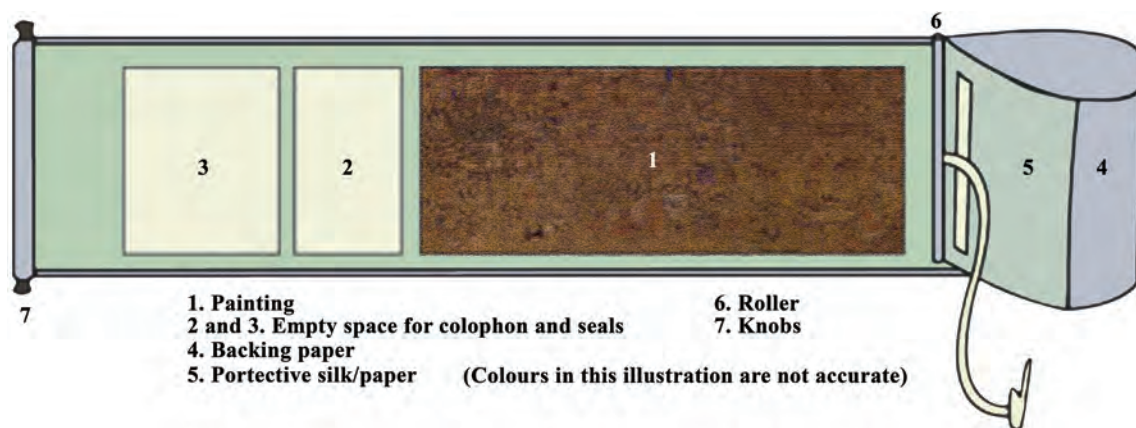 6
3
2
1
5
4
7
1. Painting
2 and 3. Empty space for colophon and seals
4. Backing paper
5. Portective silk/paper (Colours in this illustration are not accurate)
6. Roller
7. Knobs